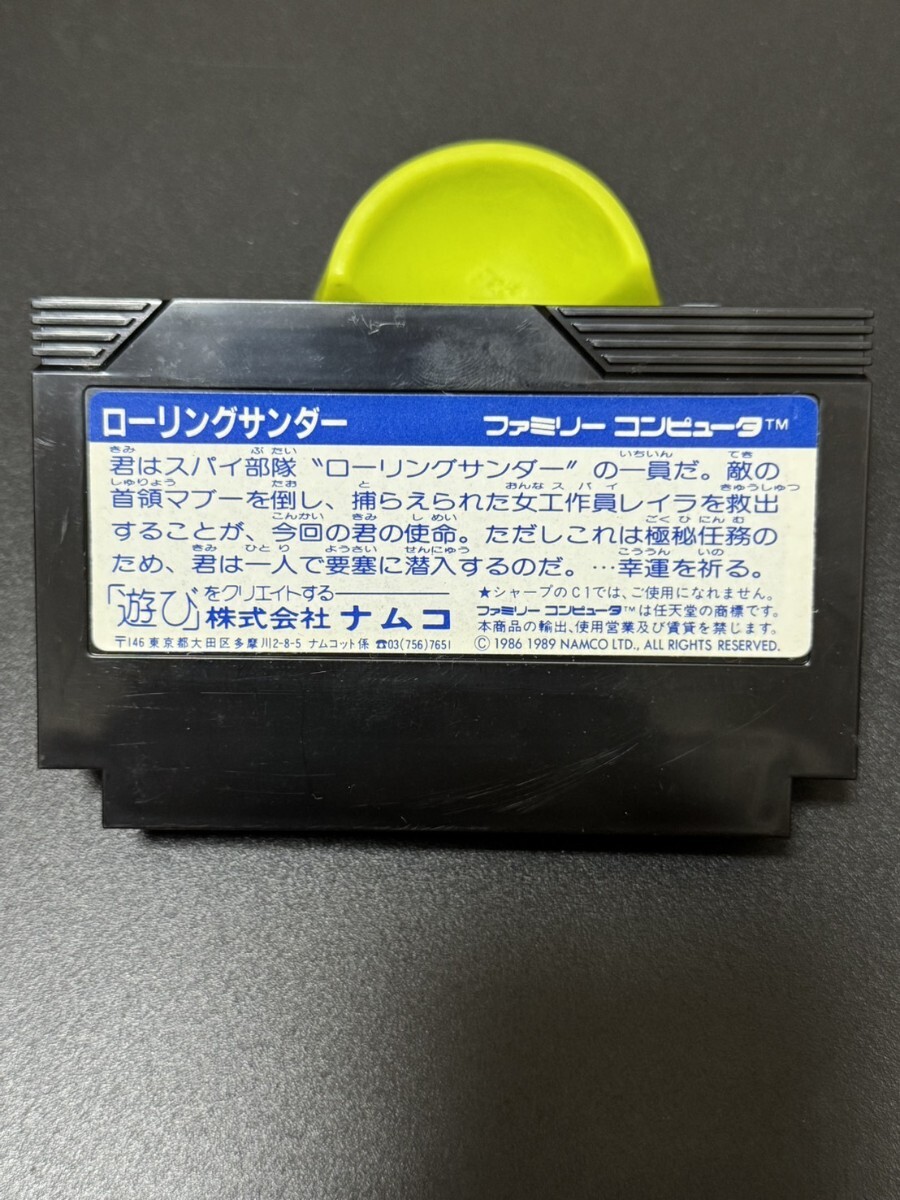 ローリングサンダー ファミリー コンピュータ™
君はスパイ部隊〝ローリングサンダー〟の一員だ。敵の
首領マブーを倒し、捕らえられた女工作員レイラを救出
することが、今回の君の使命。ただしこれは極秘任務の
ため、君は一人で要塞に潜入するのだ。…幸運を祈る。
「遊び」をクリエイトする
株式会社 ナムコ
〒146 東京都大田区多摩川2-8-5 ナムコット係 ☎03(756)7651
★シャープのC1では、ご使用になれません。
ファミリー コンピュータ™は任天堂の商標です。
本商品の輸出、使用営業及び賃貸を禁じます。
© 1986 1989 NAMCO LTD., ALL RIGHTS RESERVED.